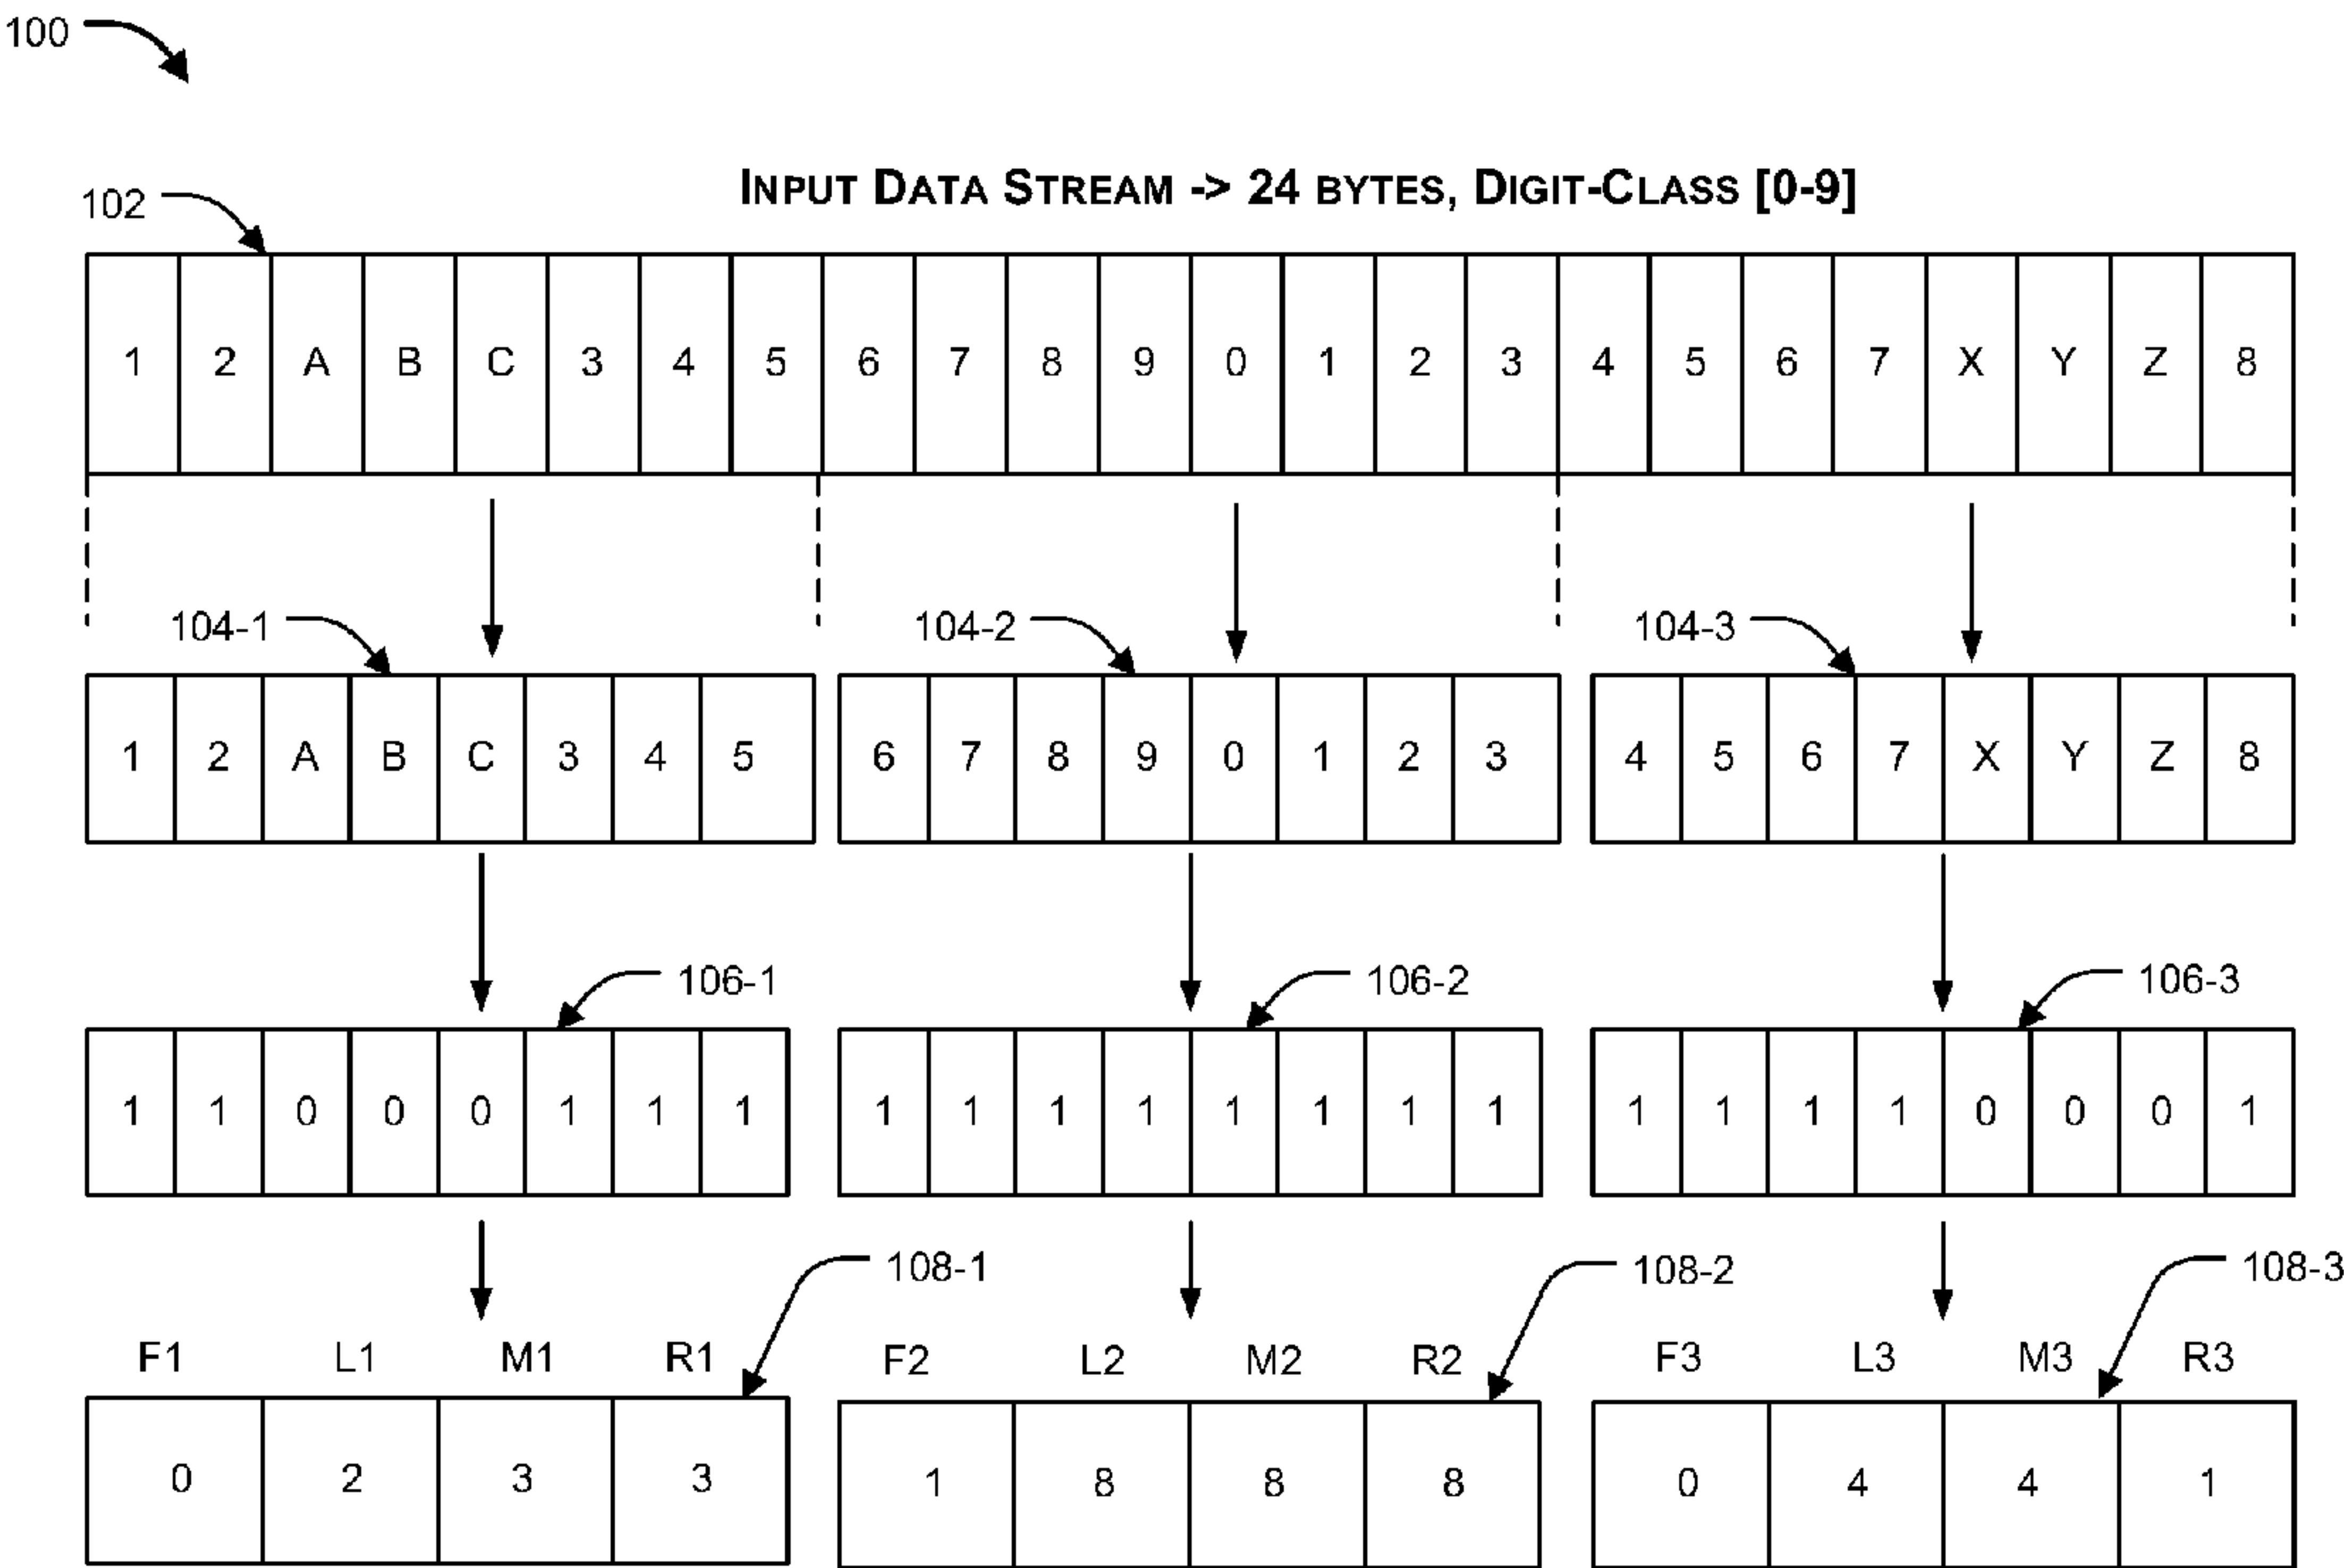 100
INPUT DATA STREAM -> 24 BYTES, DIGIT-CLASS [0-9]
102
1 2 A B C 3 4 5 6 7 8 9 0 1 2 3 4 5 6 7 X Y Z 8
104-1 104-2 104-3
1 2 A B C 3 4 5 6 7 8 9 0 1 2 3 4 5 6 7 X Y Z 8
106-1 106-2 106-3
1 1 0 0 0 1 1 1 1 1 1 1 1 1 1 1 1 1 1 1 0 0 0 1
108-1 108-2 108-3
F1 L1 M1 R1 F2 L2 M2 R2 F3 L3 M3 R3
0 2 3 3 1 8 8 8 0 4 4 1